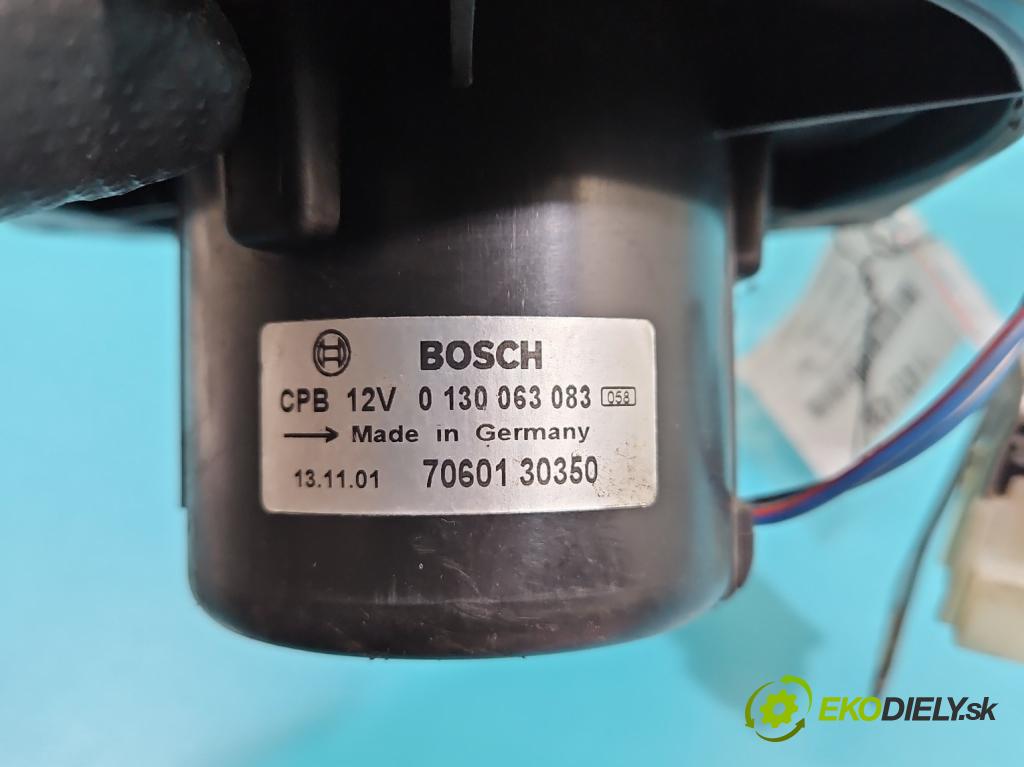 BOSCH
CPB 12V 0 130 063 083 058
Made in Germany
13.11.01 70601 30350
EKODIELY.sk